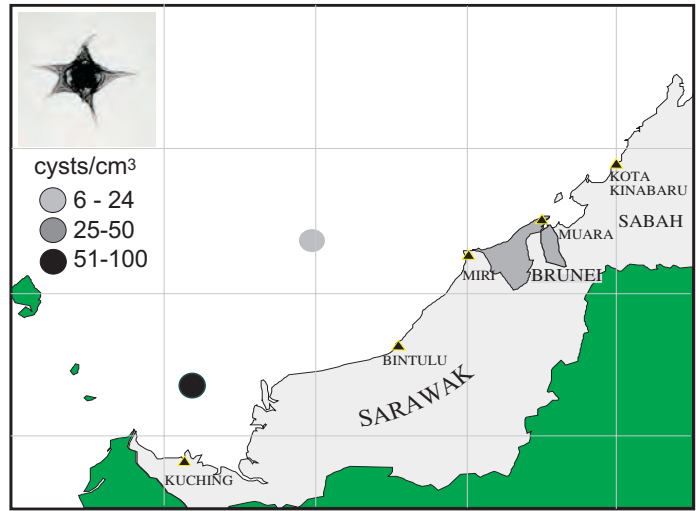 cysts/cm³
6 - 24
25-50
51-100
KOTA
KINABARU
SABAH
MUARA
MIRI
BRUNEI
BINTULU
SARAWAK
KUCHING